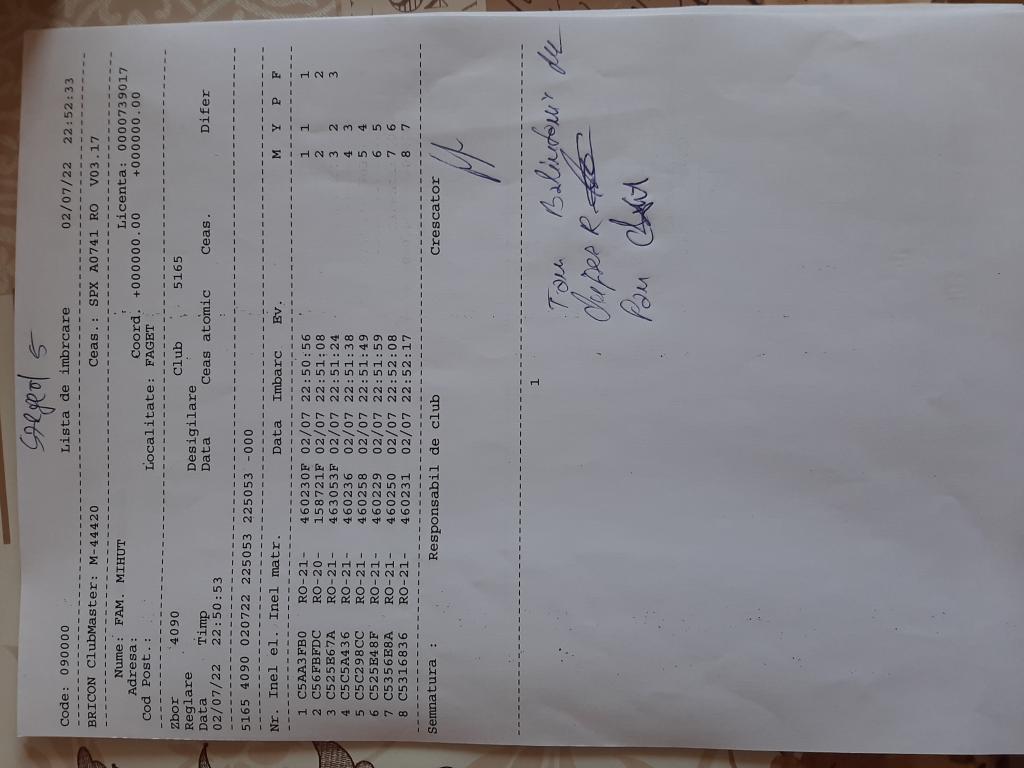 Code: 090000 Lista de imbrcare 02/07/22 22:52:33
BRICON ClubMaster: M-44420 Ceas.: SPX A0741 RO V03.17
Nume: FAM. MIHUT Licenta: 0000739017
Adresa: Coord. +00000.00 +000000.00
Cod Post.: Localitate: FAGET
Zbor 4090 Club 5165
Reglare Desigilare
Data Timp Data Ceas atomic Ceas. Difer
02/07/22 22:50:53
5165 4090 020722 225053 225053 -000
Nr. Inel el. Inel matr. Data Imbarc Ev. M Y P F
1 C5AA3FB0 RO-21- 460230F 02/07 22:50:56 1 1 1
2 C56FBFDC RO-20- 158721F 02/07 22:51:08 2 2
3 C525E67A RO-21- 463053F 02/07 22:51:24 3 2 3
4 C5C5A436 RO-21- 460236 02/07 22:51:38 4 3
5 C5C298CC RO-21- 460258 02/07 22:51:49 5 4
6 C525E48F RO-21- 460229 02/07 22:51:59 6 5
7 C5356E8A RO-21- 460250 02/07 22:52:08 7 6
8 C5316836 RO-21- 460231 02/07 22:52:17 8 7
Semnatura : Responsabil de club Crescator
1